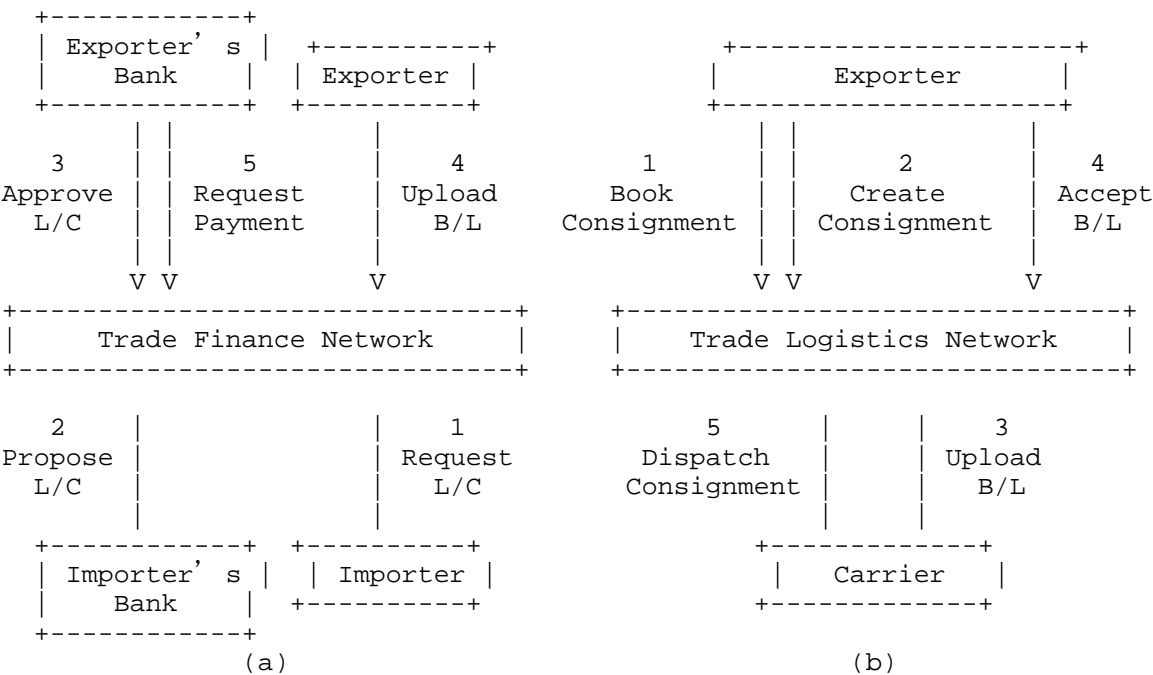 Exporter’ s
Bank
Exporter
3
Approve
L/C
5
Request
Payment
4
Upload
B/L
V V
V
Trade Finance Network
2
Propose
L/C
1
Request
L/C
Importer’ s
Bank
Importer
(a)
Exporter
1
Book
Consignment
2
Create
Consignment
4
Accept
B/L
V V
V
Trade Logistics Network
5
Dispatch
Consignment
3
Upload
B/L
Carrier
(b)